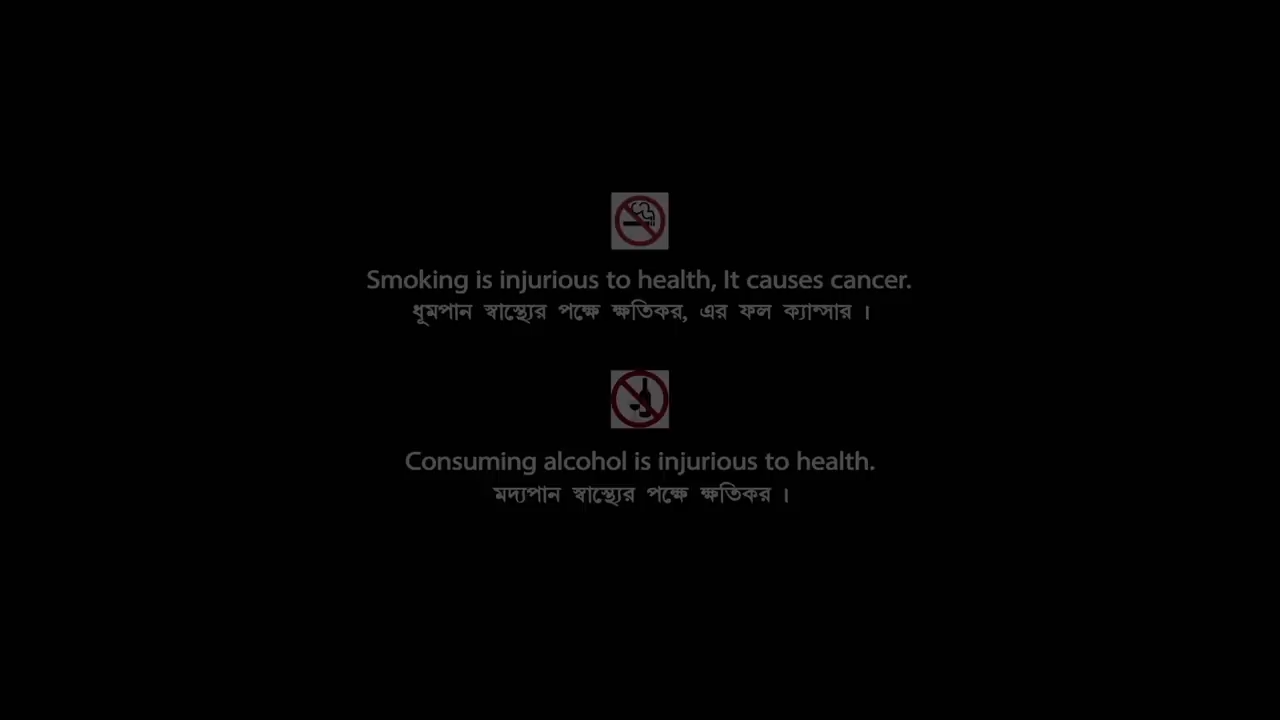 Smoking is injurious to health, It causes cancer.
ধূমপান স্বাস্থ্যের পক্ষে ক্ষতিকর, এর ফল ক্যান্সার ।
Consuming alcohol is injurious to health.
মদ্যপান স্বাস্থ্যের পক্ষে ক্ষতিকর ।